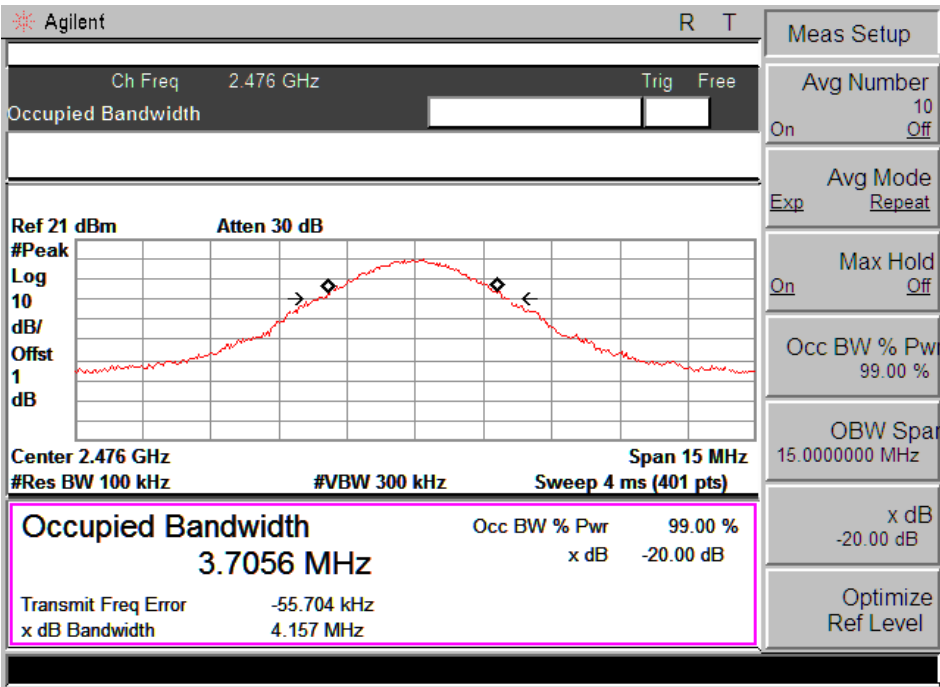 Agilent R T
Ch Freq 2.476 GHz Trig Free
Occupied Bandwidth
Ref 21 dBm Atten 30 dB
#Peak
Log
10
dB/
Offst
1
dB
Center 2.476 GHz Span 15 MHz
#Res BW 100 kHz #VBW 300 kHz Sweep 4 ms (401 pts)
Occupied Bandwidth Occ BW % Pwr 99.00 %
3.7056 MHz x dB -20.00 dB
Transmit Freq Error -55.704 kHz
x dB Bandwidth 4.157 MHz
Meas Setup
Avg Number
10
On Off
Avg Mode
Exp Repeat
Max Hold
On Off
Occ BW % Pwr
99.00 %
OBW Span
15.0000000 MHz
x dB
-20.00 dB
Optimize
Ref Level